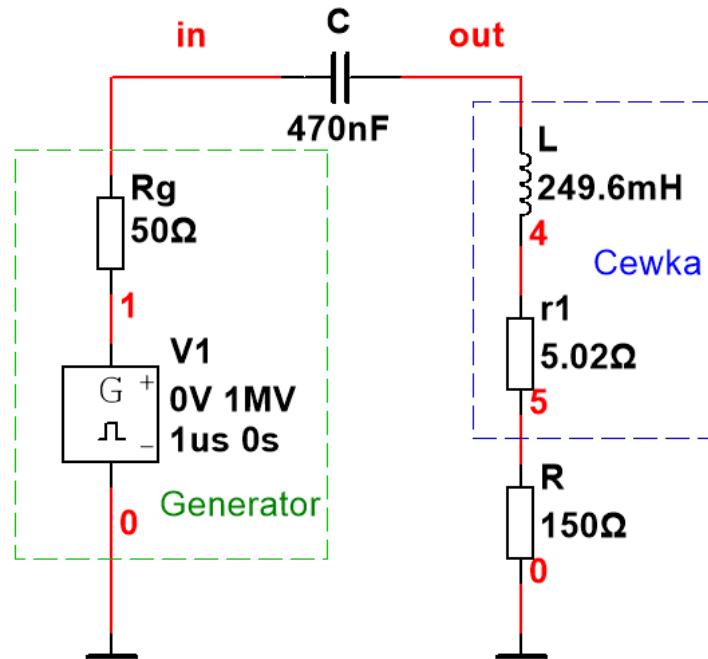 C
in
out
470nF
L
249.6mH
4
Cewka
Rg
50Ω
1
r1
5.02Ω
5
V1
G
+
−
0V 1MV
1us 0s
R
150Ω
0
0
Generator